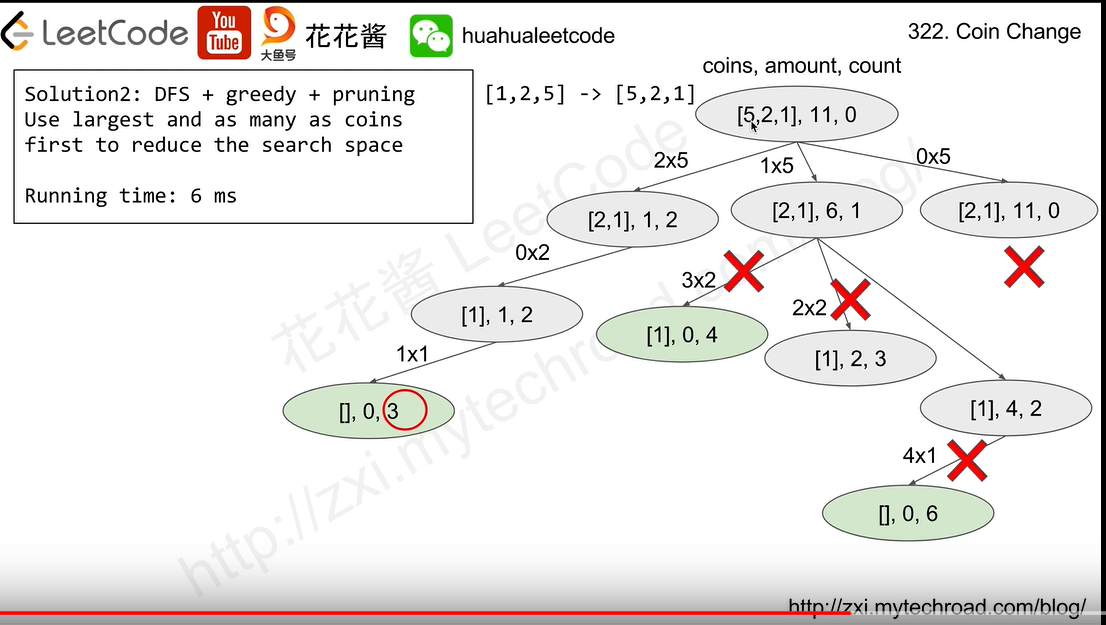 LeetCode
You
Tube
大鱼号
花花酱
huahualeetcode
322. Coin Change
Solution2: DFS + greedy + pruning
Use largest and as many as coins
first to reduce the search space
Running time: 6 ms
[1,2,5] -> [5,2,1]
coins, amount, count
[5,2,1], 11, 0
2x5
1x5
0x5
[2,1], 1, 2
[2,1], 6, 1
[2,1], 11, 0
0x2
3x2
2x2
[1], 1, 2
[1], 0, 4
[1], 2, 3
1x1
[], 0, 3
[1], 4, 2
4x1
[], 0, 6
花花酱 LeetCode
http://zxi.mytechroad.com/blog/
http://zxi.mytechroad.com/blog/